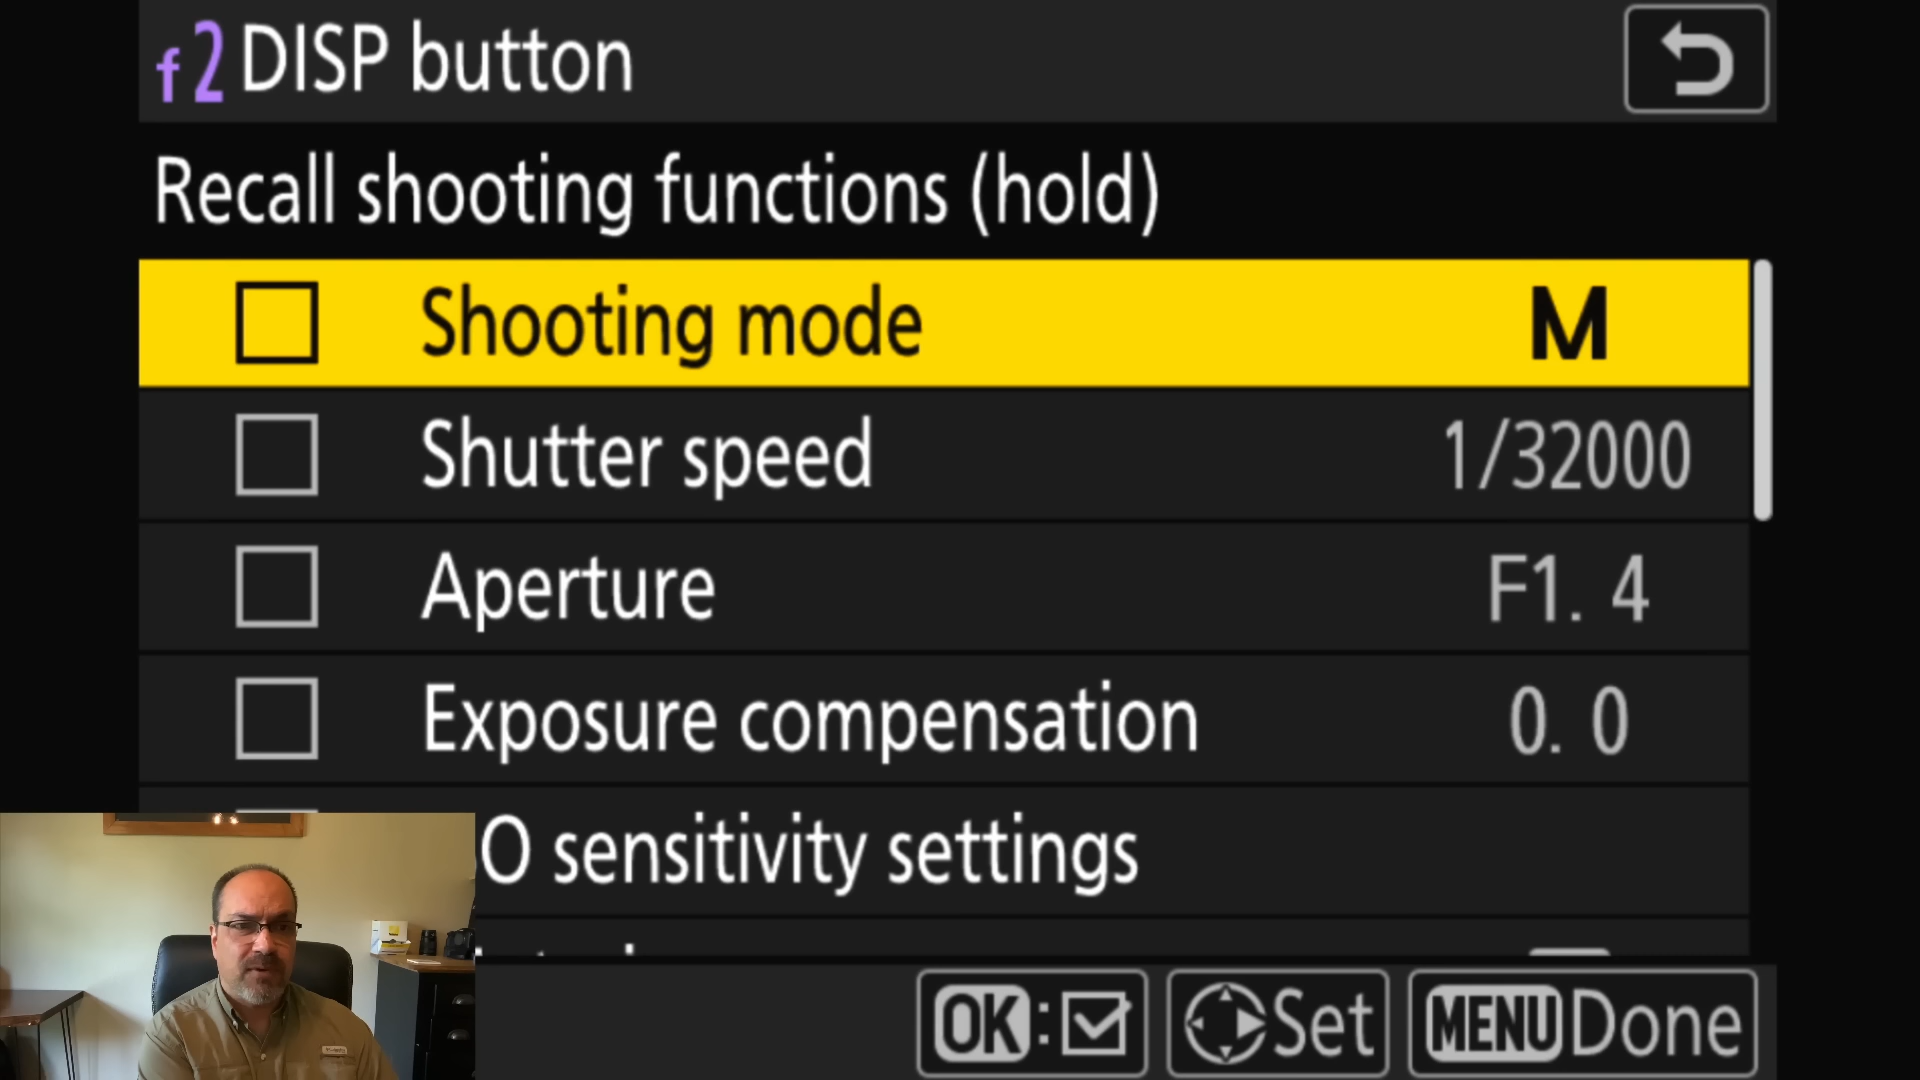 f2 DISP button
Recall shooting functions (hold)
Shooting mode M
Shutter speed 1/32000
Aperture F1. 4
Exposure compensation 0. 0
O sensitivity settings
OK : Set MENU Done